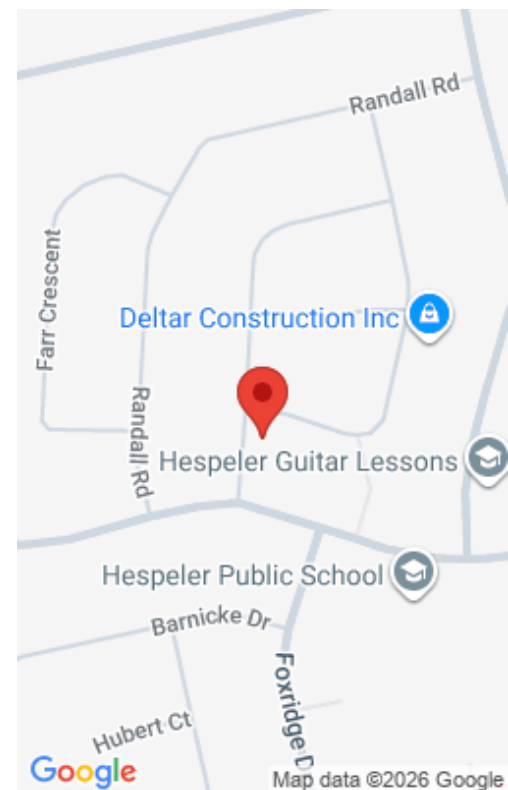 Randall Rd
Farr Crescent
Deltar Construction Inc
Randall Rd
Hespeler Guitar Lessons
Hespeler Public School
Barnicke Dr
Foxridge D
Hubert Ct
Google
Map data ©2026 Google